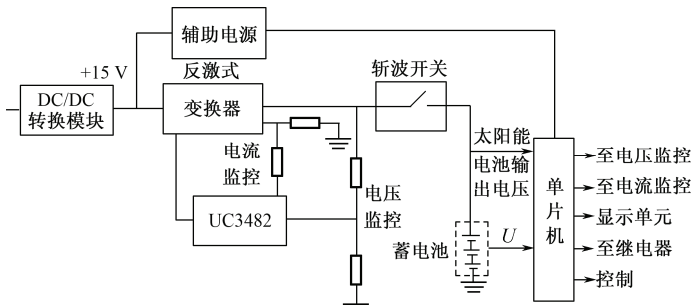 辅助电源
+15 V
反激式
斩波开关
DC/DC
转换模块
变换器
电流
监控
太阳能
电池输
出电压
单片机
至电压监控
至电流监控
显示单元
至继电器
控制
UC3482
电压
监控
蓄电池
U